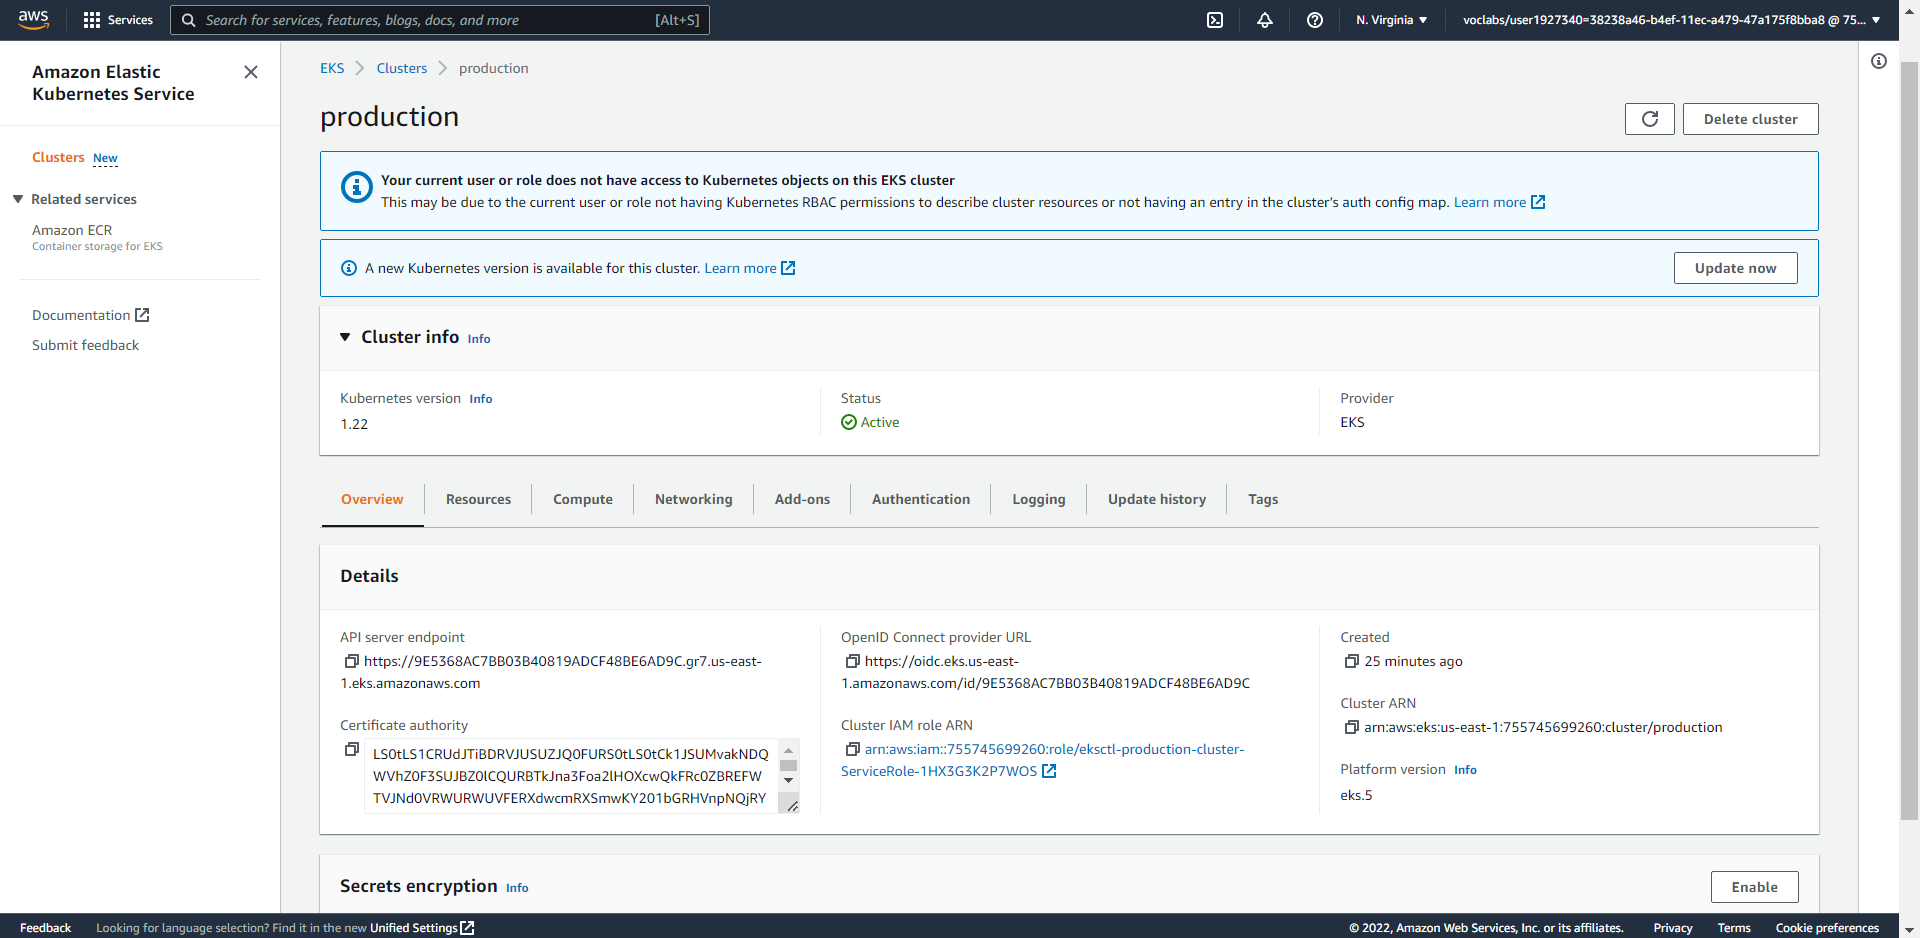 aws
Services
Search for services, features, blogs, docs, and more
[Alt+S]
N. Virginia
voclabs/user1927340=38238a46-b4ef-11ec-a479-47a175f8bba8 @ 75...
Amazon Elastic
Kubernetes Service
Clusters New
Related services
Amazon ECR
Container storage for EKS
Documentation
Submit feedback
EKS
Clusters
production
production
Delete cluster
Your current user or role does not have access to Kubernetes objects on this EKS cluster
This may be due to the current user or role not having Kubernetes RBAC permissions to describe cluster resources or not having an entry in the cluster's auth config map. Learn more
A new Kubernetes version is available for this cluster. Learn more
Update now
Cluster info Info
Kubernetes version Info
1.22
Status
Active
Provider
EKS
Overview
Resources
Compute
Networking
Add-ons
Authentication
Logging
Update history
Tags
Details
API server endpoint
https://9E5368AC7BB03B40819ADCF48BE6AD9C.gr7.us-east-
1.eks.amazonaws.com
Certificate authority
LS0tLS1CRUdJTiBDRVJUSUZJQ0FURS0tLS0tCk1JSUMvakNDQ
WVhZ0F3SUJBZ0lCQURBTkJna3Foa2lHOXcwQkFRc0ZBREFW
TVJNd0VRWURWUVFERXdwcmRXSmwKY201bGRHVnpNQjRY
OpenID Connect provider URL
https://oidc.eks.us-east-
1.amazonaws.com/id/9E5368AC7BB03B40819ADCF48BE6AD9C
Cluster IAM role ARN
arn:aws:iam::755745699260:role/eksctl-production-cluster-
ServiceRole-1HX3G3K2P7WOS
Created
25 minutes ago
Cluster ARN
arn:aws:eks:us-east-1:755745699260:cluster/production
Platform version Info
eks.5
Secrets encryption Info
Enable
Feedback
Looking for language selection? Find it in the new Unified Settings
© 2022, Amazon Web Services, Inc. or its affiliates.
Privacy
Terms
Cookie preferences